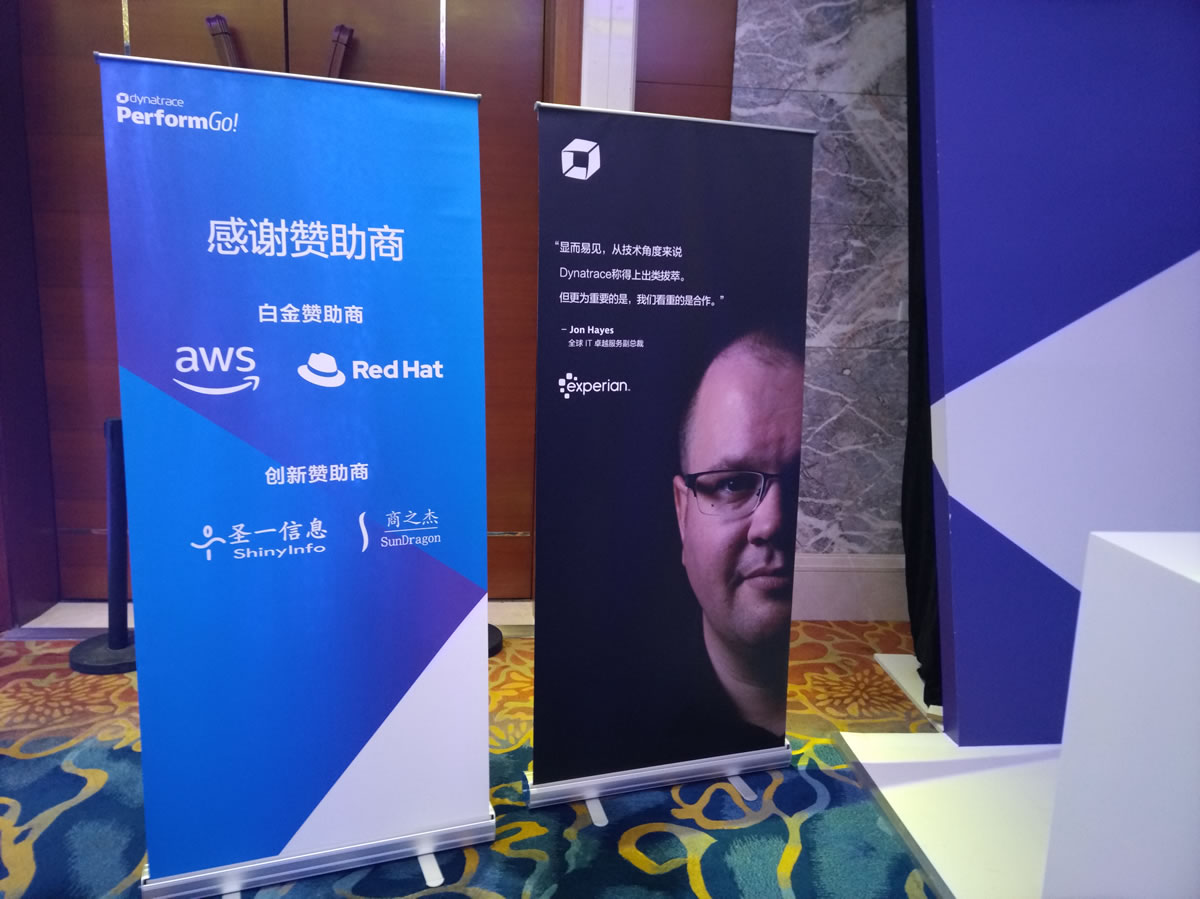 dynatrace
PerformGo!
感谢赞助商
白金赞助商
aws
Red Hat
创新赞助商
圣一信息
ShinyInfo
商之杰
SunDragon
“显而易见，从技术角度来说
Dynatrace称得上出类拔萃。
但更为重要的是，我们看重的是合作。”
– Jon Hayes
全球 IT 卓越服务副总裁
experian™